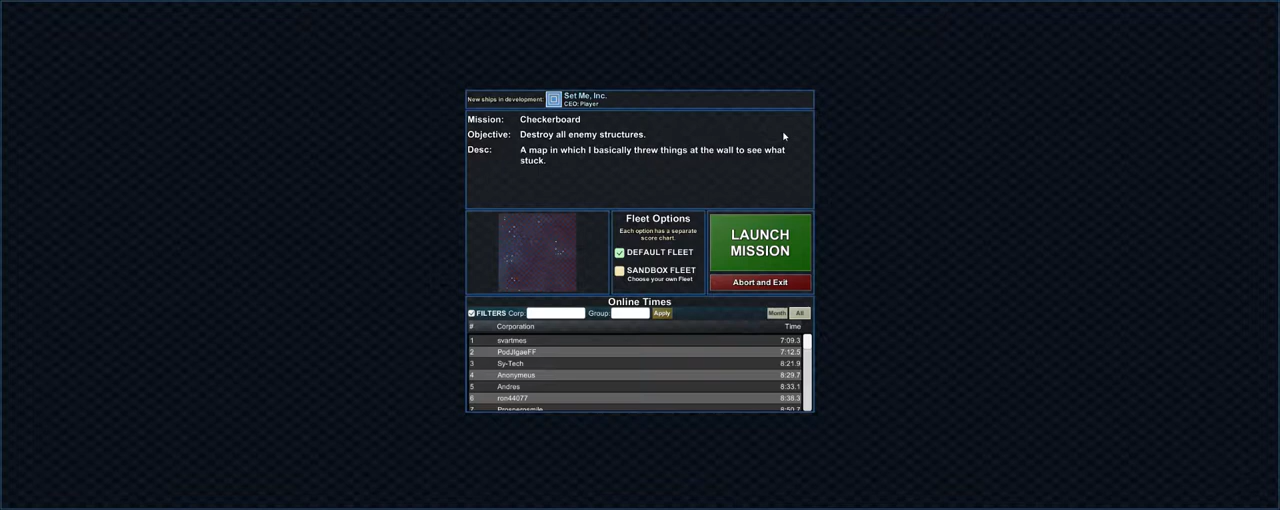 New ships in development:
Set Me, Inc.
CEO: Player
Mission: Checkerboard
Objective: Destroy all enemy structures.
Desc: A map in which I basically threw things at the wall to see what
stuck.
Fleet Options
Each option has a separate
score chart.
DEFAULT FLEET
SANDBOX FLEET
Choose your own Fleet
LAUNCH
MISSION
Abort and Exit
Online Times
FILTERS Corp: Group: Apply Month All
# Corporation Time
1 svartmes 7:09.3
2 PodJIgaeFF 7:12.5
3 Sy-Tech 8:21.9
4 Anonymeus 8:29.7
5 Andres 8:33.1
6 ron44077 8:38.3
7 Prosperosmile